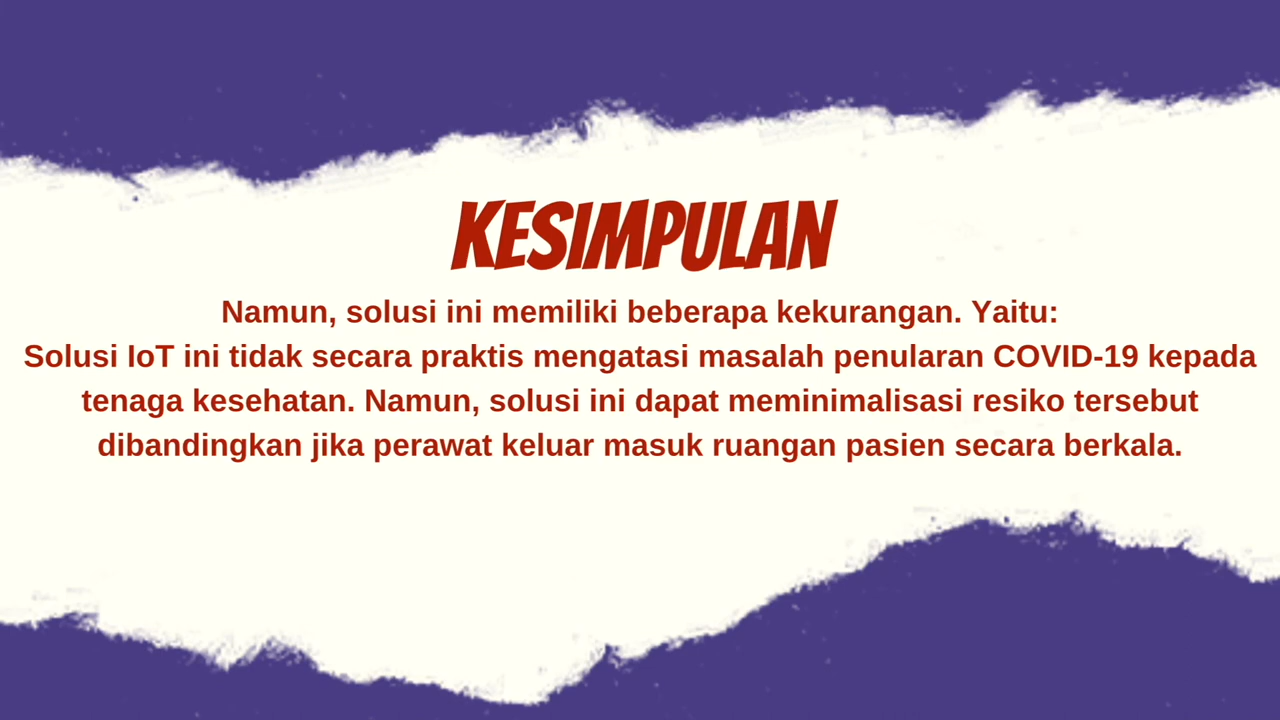 KESIMPULAN
Namun, solusi ini memiliki beberapa kekurangan. Yaitu:
Solusi IoT ini tidak secara praktis mengatasi masalah penularan COVID-19 kepada
tenaga kesehatan. Namun, solusi ini dapat meminimalisasi resiko tersebut
dibandingkan jika perawat keluar masuk ruangan pasien secara berkala.